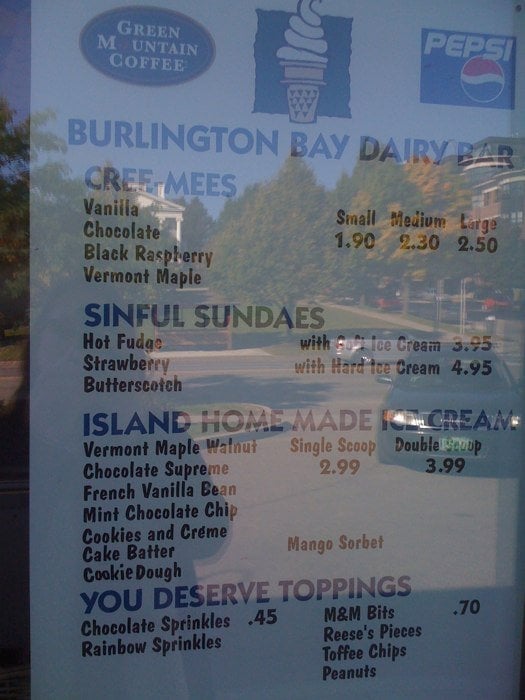 GREEN
MOUNTAIN
COFFEE
PEPSI
BURLINGTON BAY DAIRY BAR
CREE-MEES
Vanilla
Small Medium Large
Chocolate
1.90 2.30 2.50
Black Raspberry
Vermont Maple
SINFUL SUNDAES
Hot Fudge with Soft Ice Cream 3.95
Strawberry with Hard Ice Cream 4.95
Butterscotch
ISLAND HOME MADE ICE CREAM
Vermont Maple Walnut Single Scoop Double Scoop
Chocolate Supreme 2.99 3.99
French Vanilla Bean
Mint Chocolate Chip
Cookies and Créme
Cake Batter Mango Sorbet
Cookie Dough
YOU DESERVE TOPPINGS
Chocolate Sprinkles .45 M&M Bits .70
Rainbow Sprinkles Reese's Pieces
Toffee Chips
Peanuts